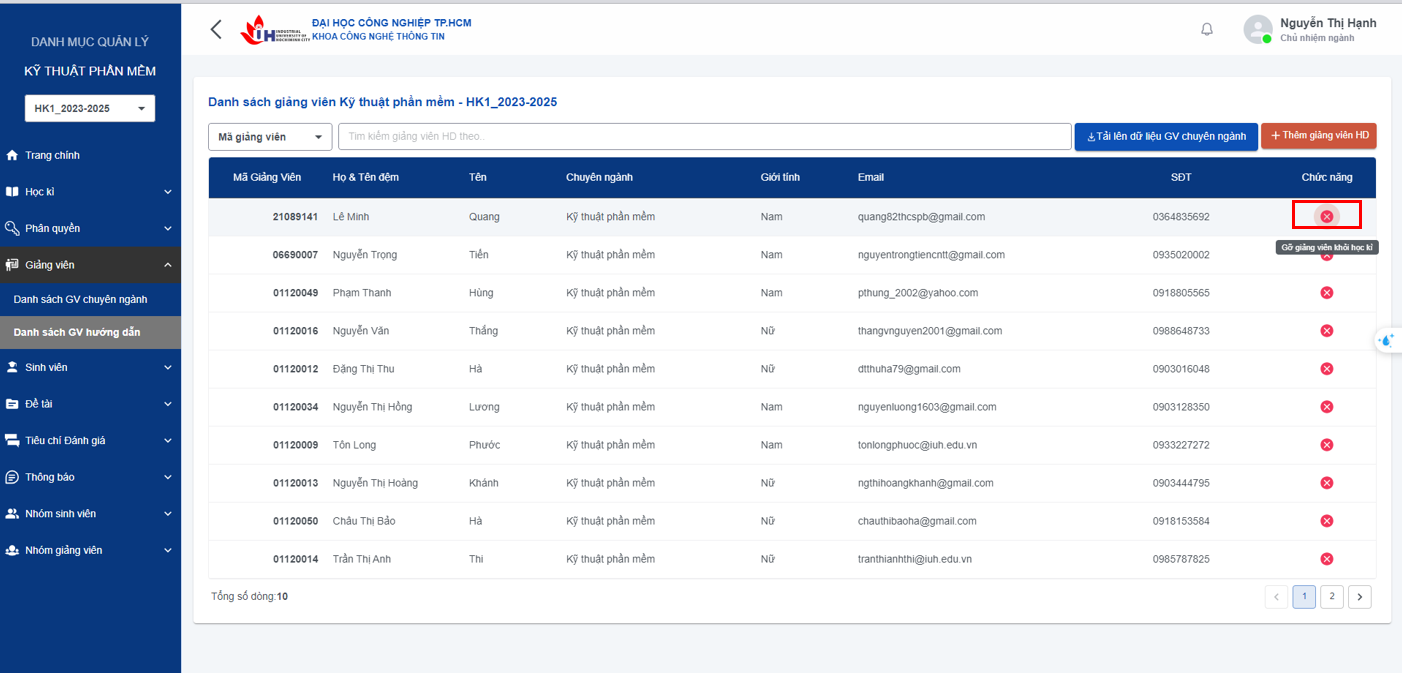 DANH MỤC QUẢN LÝ
KỸ THUẬT PHẦN MỀM
HK1_2023-2025
Trang chính
Học kì
Phân quyền
Giảng viên
Danh sách GV chuyên ngành
Danh sách GV hướng dẫn
Sinh viên
Đề tài
Tiêu chí Đánh giá
Thông báo
Nhóm sinh viên
Nhóm giảng viên
IUH INDUSTRIAL UNIVERSITY OF HOCHIMINH CITY
ĐẠI HỌC CÔNG NGHIỆP TP.HCM
KHOA CÔNG NGHỆ THÔNG TIN
Nguyễn Thị Hạnh
Chủ nhiệm ngành
Danh sách giảng viên Kỹ thuật phần mềm - HK1_2023-2025
Mã giảng viên Tìm kiếm giảng viên HD theo.. Tải lên dữ liệu GV chuyên ngành + Thêm giảng viên HD
Mã Giảng Viên Họ & Tên đệm Tên Chuyên ngành Giới tính Email SĐT Chức năng
21089141 Lê Minh Quang Kỹ thuật phần mềm Nam quang82thcspb@gmail.com 0364835692
Gỡ giảng viên khỏi học kì
06690007 Nguyễn Trọng Tiến Kỹ thuật phần mềm Nam nguyentrongtiencntt@gmail.com 0935020002
01120049 Phạm Thanh Hùng Kỹ thuật phần mềm Nam pthung_2002@yahoo.com 0918805565
01120016 Nguyễn Văn Thắng Kỹ thuật phần mềm Nữ thangvnguyen2001@gmail.com 0988648733
01120012 Đặng Thị Thu Hà Kỹ thuật phần mềm Nữ dtthuha79@gmail.com 0903016048
01120034 Nguyễn Thị Hồng Lương Kỹ thuật phần mềm Nam nguyenluong1603@gmail.com 0903128350
01120009 Tôn Long Phước Kỹ thuật phần mềm Nam tonlongphuoc@iuh.edu.vn 0933227272
01120013 Nguyễn Thị Hoàng Khánh Kỹ thuật phần mềm Nữ ngthihoangkhanh@gmail.com 0903444795
01120050 Châu Thị Bảo Hà Kỹ thuật phần mềm Nữ chauthibaoha@gmail.com 0918153584
01120014 Trần Thị Anh Thi Kỹ thuật phần mềm Nữ tranthianhthi@iuh.edu.vn 0985787825
Tổng số dòng:10
1 2